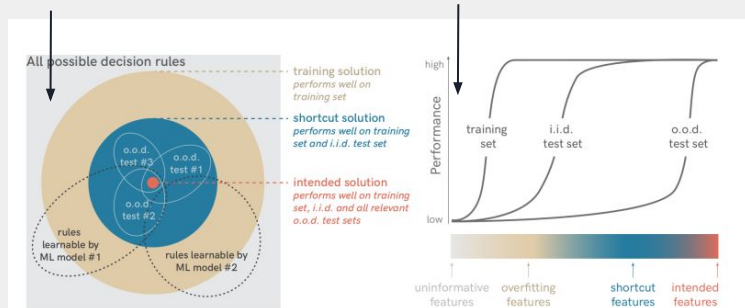 All possible decision rules
training solution
performs well on
training set
shortcut solution
performs well on training
set and i.i.d. test set
intended solution
performs well on training
set, i.i.d. and all relevant
o.o.d. test sets
o.o.d.
test #3
o.o.d.
test #1
o.o.d.
test #2
rules
learnable by
ML model #1
rules learnable by
ML model #2
Performance
high
low
training
set
i.i.d.
test set
o.o.d.
test set
uninformative
features
overfitting
features
shortcut
features
intended
features